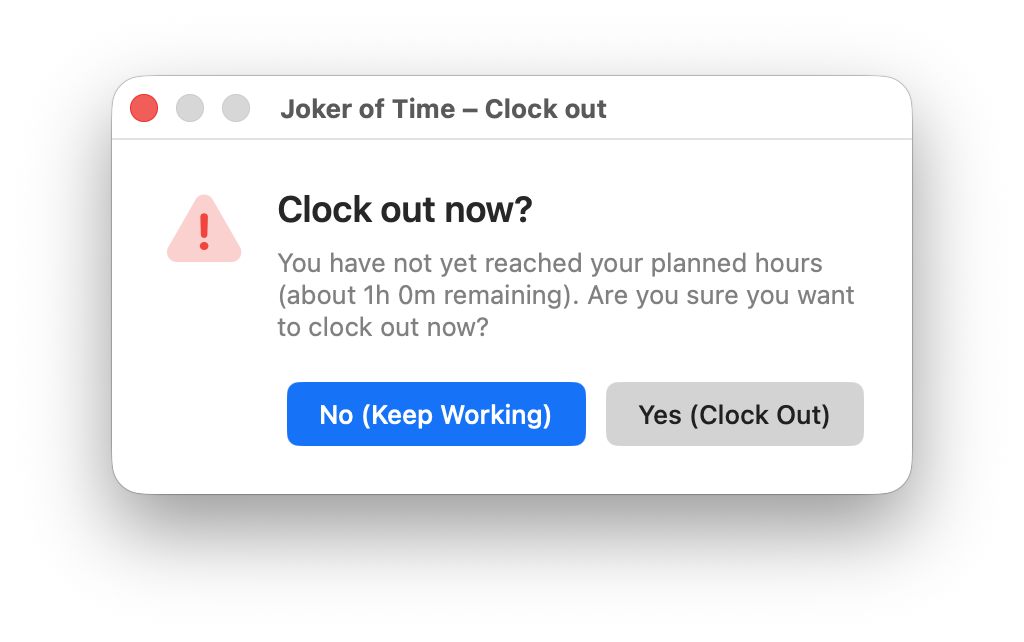 Joker of Time – Clock out
Clock out now?
You have not yet reached your planned hours
(about 1h 0m remaining). Are you sure you want
to clock out now?
No (Keep Working)
Yes (Clock Out)